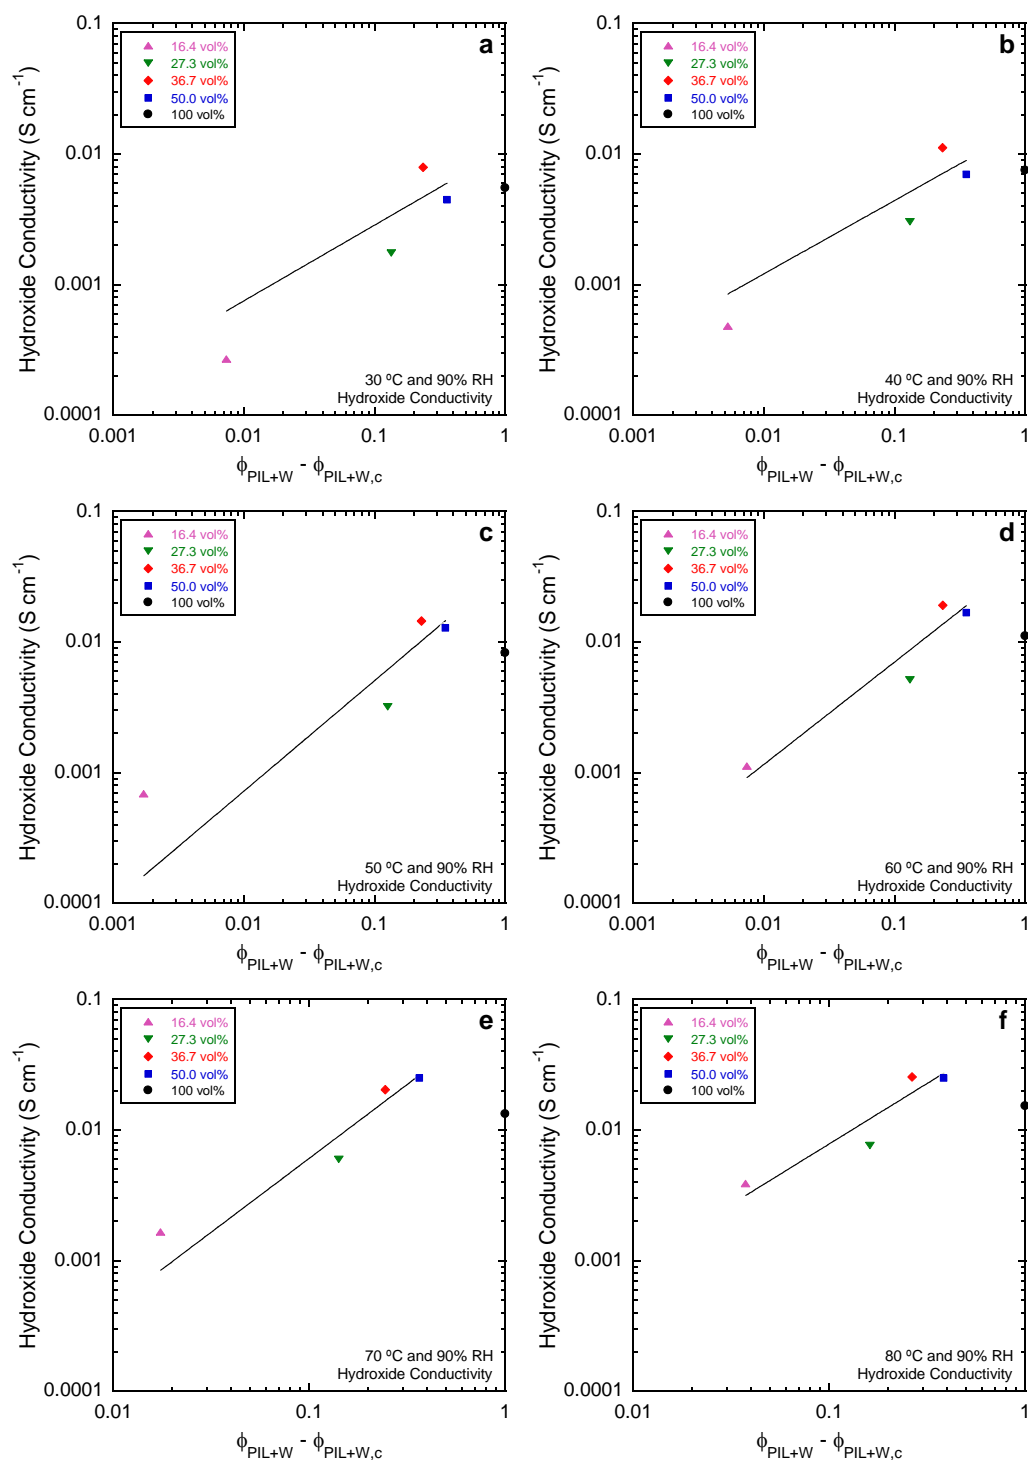 a
0.1
0.01
0.001
0.0001
Hydroxide Conductivity (S cm⁻¹)
16.4 vol%
27.3 vol%
36.7 vol%
50.0 vol%
100 vol%
30 ºC and 90% RH
Hydroxide Conductivity
0.001 0.01 0.1 1
ϕPIL+W - ϕPIL+W,c
b
0.1
0.01
0.001
0.0001
Hydroxide Conductivity (S cm⁻¹)
16.4 vol%
27.3 vol%
36.7 vol%
50.0 vol%
100 vol%
40 ºC and 90% RH
Hydroxide Conductivity
0.001 0.01 0.1 1
ϕPIL+W - ϕPIL+W,c
c
0.1
0.01
0.001
0.0001
Hydroxide Conductivity (S cm⁻¹)
16.4 vol%
27.3 vol%
36.7 vol%
50.0 vol%
100 vol%
50 ºC and 90% RH
Hydroxide Conductivity
0.001 0.01 0.1 1
ϕPIL+W - ϕPIL+W,c
d
0.1
0.01
0.001
0.0001
Hydroxide Conductivity (S cm⁻¹)
16.4 vol%
27.3 vol%
36.7 vol%
50.0 vol%
100 vol%
60 ºC and 90% RH
Hydroxide Conductivity
0.001 0.01 0.1 1
ϕPIL+W - ϕPIL+W,c
e
0.1
0.01
0.001
0.0001
Hydroxide Conductivity (S cm⁻¹)
16.4 vol%
27.3 vol%
36.7 vol%
50.0 vol%
100 vol%
70 ºC and 90% RH
Hydroxide Conductivity
0.01 0.1 1
ϕPIL+W - ϕPIL+W,c
f
0.1
0.01
0.001
0.0001
Hydroxide Conductivity (S cm⁻¹)
16.4 vol%
27.3 vol%
36.7 vol%
50.0 vol%
100 vol%
80 ºC and 90% RH
Hydroxide Conductivity
0.01 0.1 1
ϕPIL+W - ϕPIL+W,c